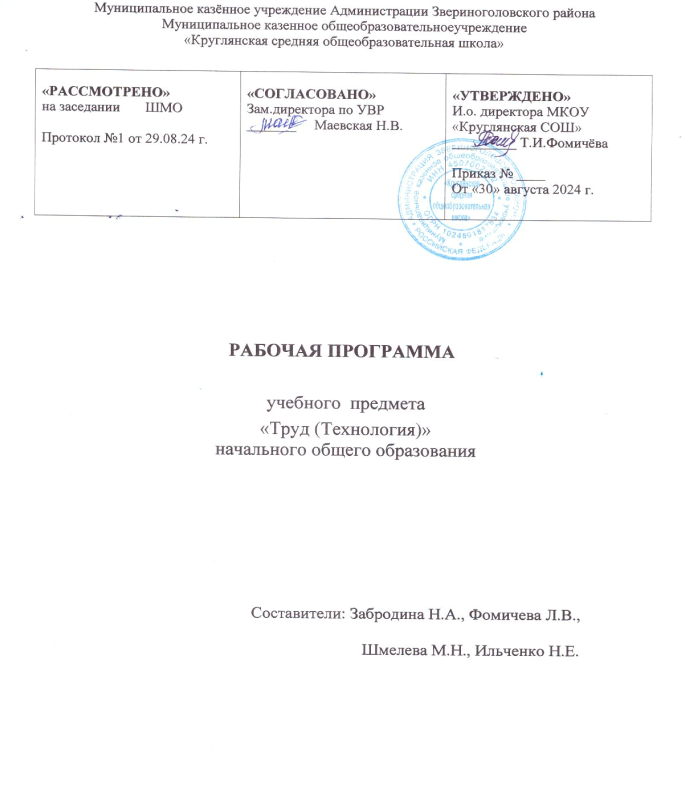 Муниципальное казённое учреждение Администрации Звериноголовского района
Муниципальное казенное общеобразовательноеучреждение
«Круглянская средняя общеобразовательная школа»
«РАССМОТРЕНО»
на заседании ШМО
Протокол №1 от 29.08.24 г.
«СОГЛАСОВАНО»
Зам.директора по УВР
Маевская Н.В.
«УТВЕРЖДЕНО»
И.о. директора МКОУ
«Круглянская СОШ»
____________ Т.И.Фомичёва
Приказ № ____
От «30» августа 2024 г.
РАБОЧАЯ ПРОГРАММА
учебного предмета
«Труд (Технология)»
начального общего образования
Составители: Забродина Н.А., Фомичева Л.В.,
Шмелева М.Н., Ильченко Н.Е.